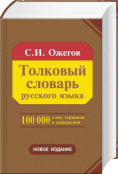 С.И. Ожегов
Толковый словарь
русского языка
100 000 слов, терминов
и выражений
НОВОЕ ИЗДАНИЕ